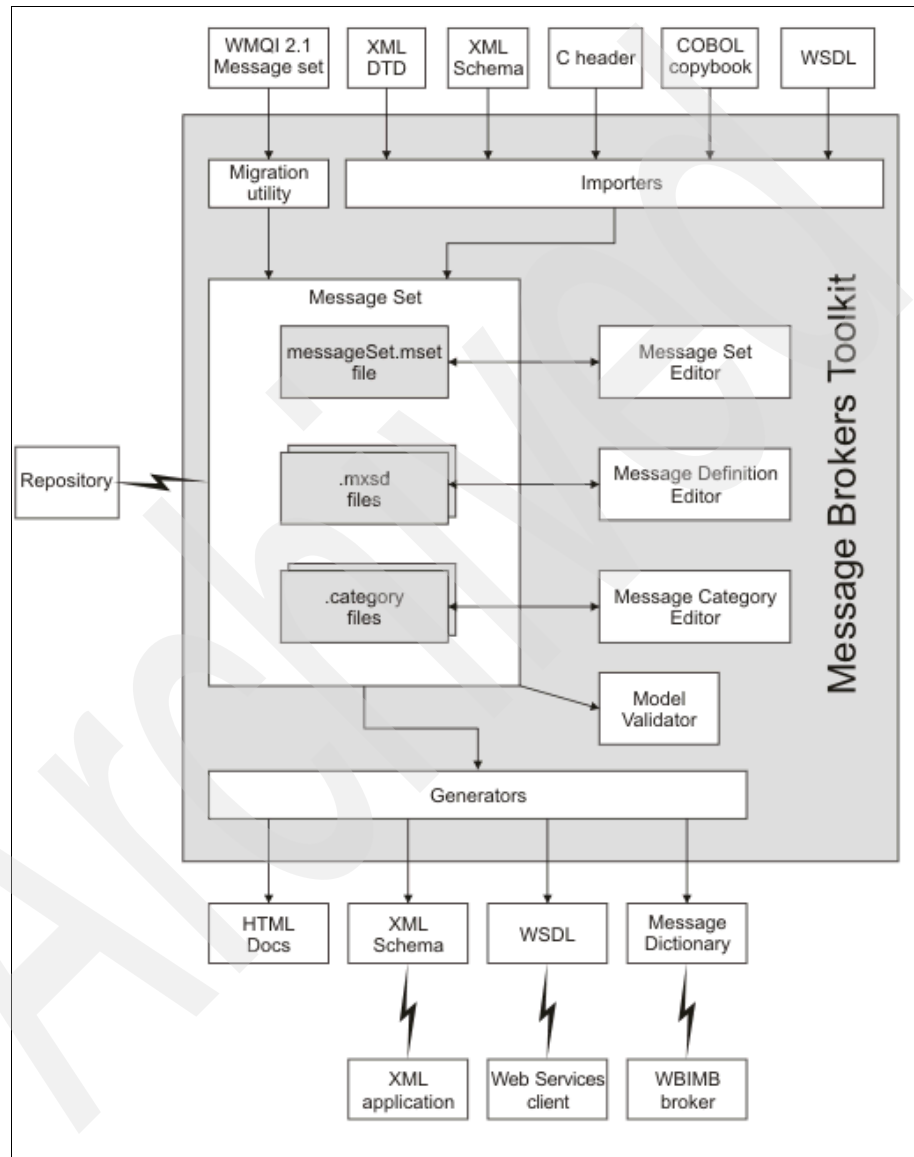 WMQI 2.1
Message set
XML
DTD
XML
Schema
C header
COBOL
copybook
WSDL
Migration
utility
Importers
Message Set
messageSet.mset
file
Message Set
Editor
Repository
.mxsd
files
Message Definition
Editor
.category
files
Message Category
Editor
Model
Validator
Message Brokers Toolkit
Generators
HTML
Docs
XML
Schema
WSDL
Message
Dictionary
XML
application
Web Services
client
WBIMB
broker
Archived